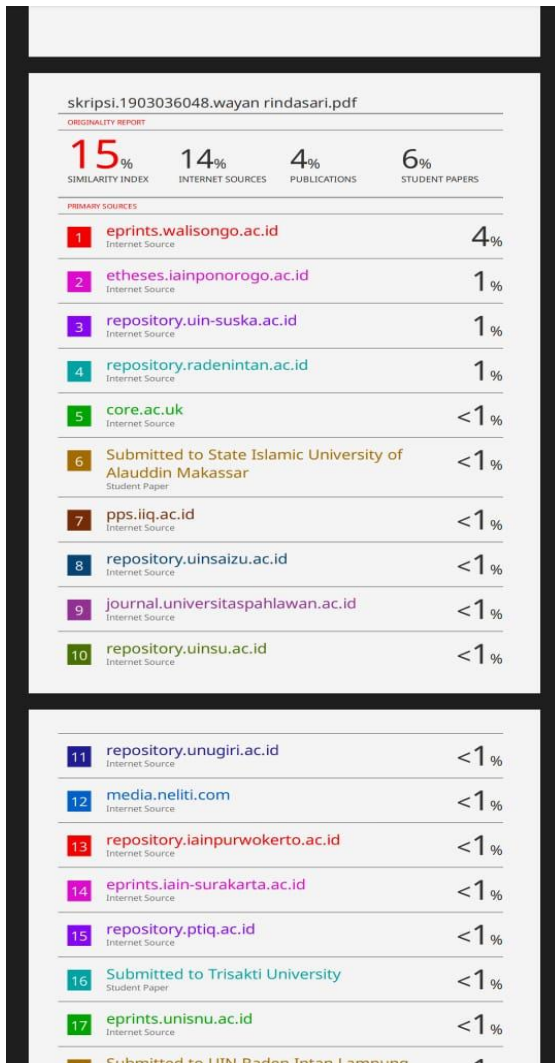 skripsi.1903036048.wayan rindasari.pdf
ORIGINALITY REPORT
15%
SIMILARITY INDEX
14%
INTERNET SOURCES
4%
PUBLICATIONS
6%
STUDENT PAPERS
PRIMARY SOURCES
1 eprints.walisongo.ac.id 4%
Internet Source
2 etheses.iainponorogo.ac.id 1%
Internet Source
3 repository.uin-suska.ac.id 1%
Internet Source
4 repository.radenintan.ac.id 1%
Internet Source
5 core.ac.uk <1%
Internet Source
6 Submitted to State Islamic University of <1%
Alauddin Makassar
Student Paper
7 pps.iiq.ac.id <1%
Internet Source
8 repository.uinsaizu.ac.id <1%
Internet Source
9 journal.universitaspahlawan.ac.id <1%
Internet Source
10 repository.uinsu.ac.id <1%
Internet Source
11 repository.unugiri.ac.id <1%
Internet Source
12 media.neliti.com <1%
Internet Source
13 repository.iainpurwokerto.ac.id <1%
Internet Source
14 eprints.iain-surakarta.ac.id <1%
Internet Source
15 repository.ptiq.ac.id <1%
Internet Source
16 Submitted to Trisakti University <1%
Student Paper
17 eprints.unisnu.ac.id <1%
Internet Source
Submitted to UIN Raden Intan Lampung